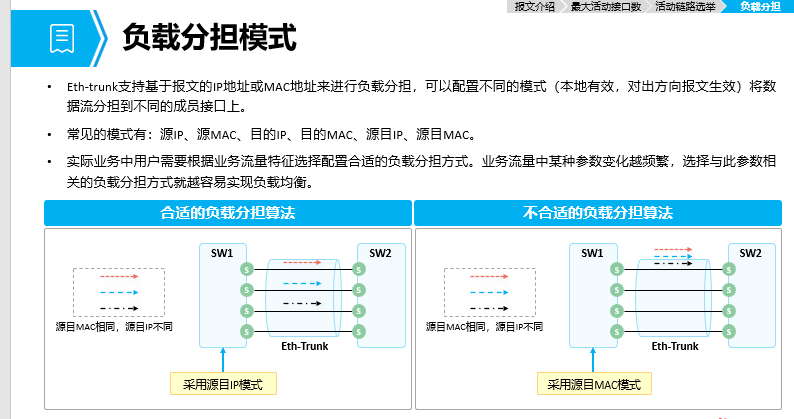 报文介绍 最大活动接口数 活动链路选举 负载分担
负载分担模式
• Eth-trunk支持基于报文的IP地址或MAC地址来进行负载分担，可以配置不同的模式（本地有效，对出方向报文生效）将数
据流分担到不同的成员接口上。
• 常见的模式有：源IP、源MAC、目的IP、目的MAC、源目IP、源目MAC。
• 实际业务中用户需要根据业务流量特征选择配置合适的负载分担方式。业务流量中某种参数变化越频繁，选择与此参数相
关的负载分担方式就越容易实现负载均衡。
合适的负载分担算法
SW1 SW2
S S
S S
S S
S S
源目MAC相同，源目IP不同
Eth-Trunk
采用源目IP模式
不合适的负载分担算法
SW1 SW2
S S
S S
S S
S S
源目MAC相同，源目IP不同
Eth-Trunk
采用源目MAC模式